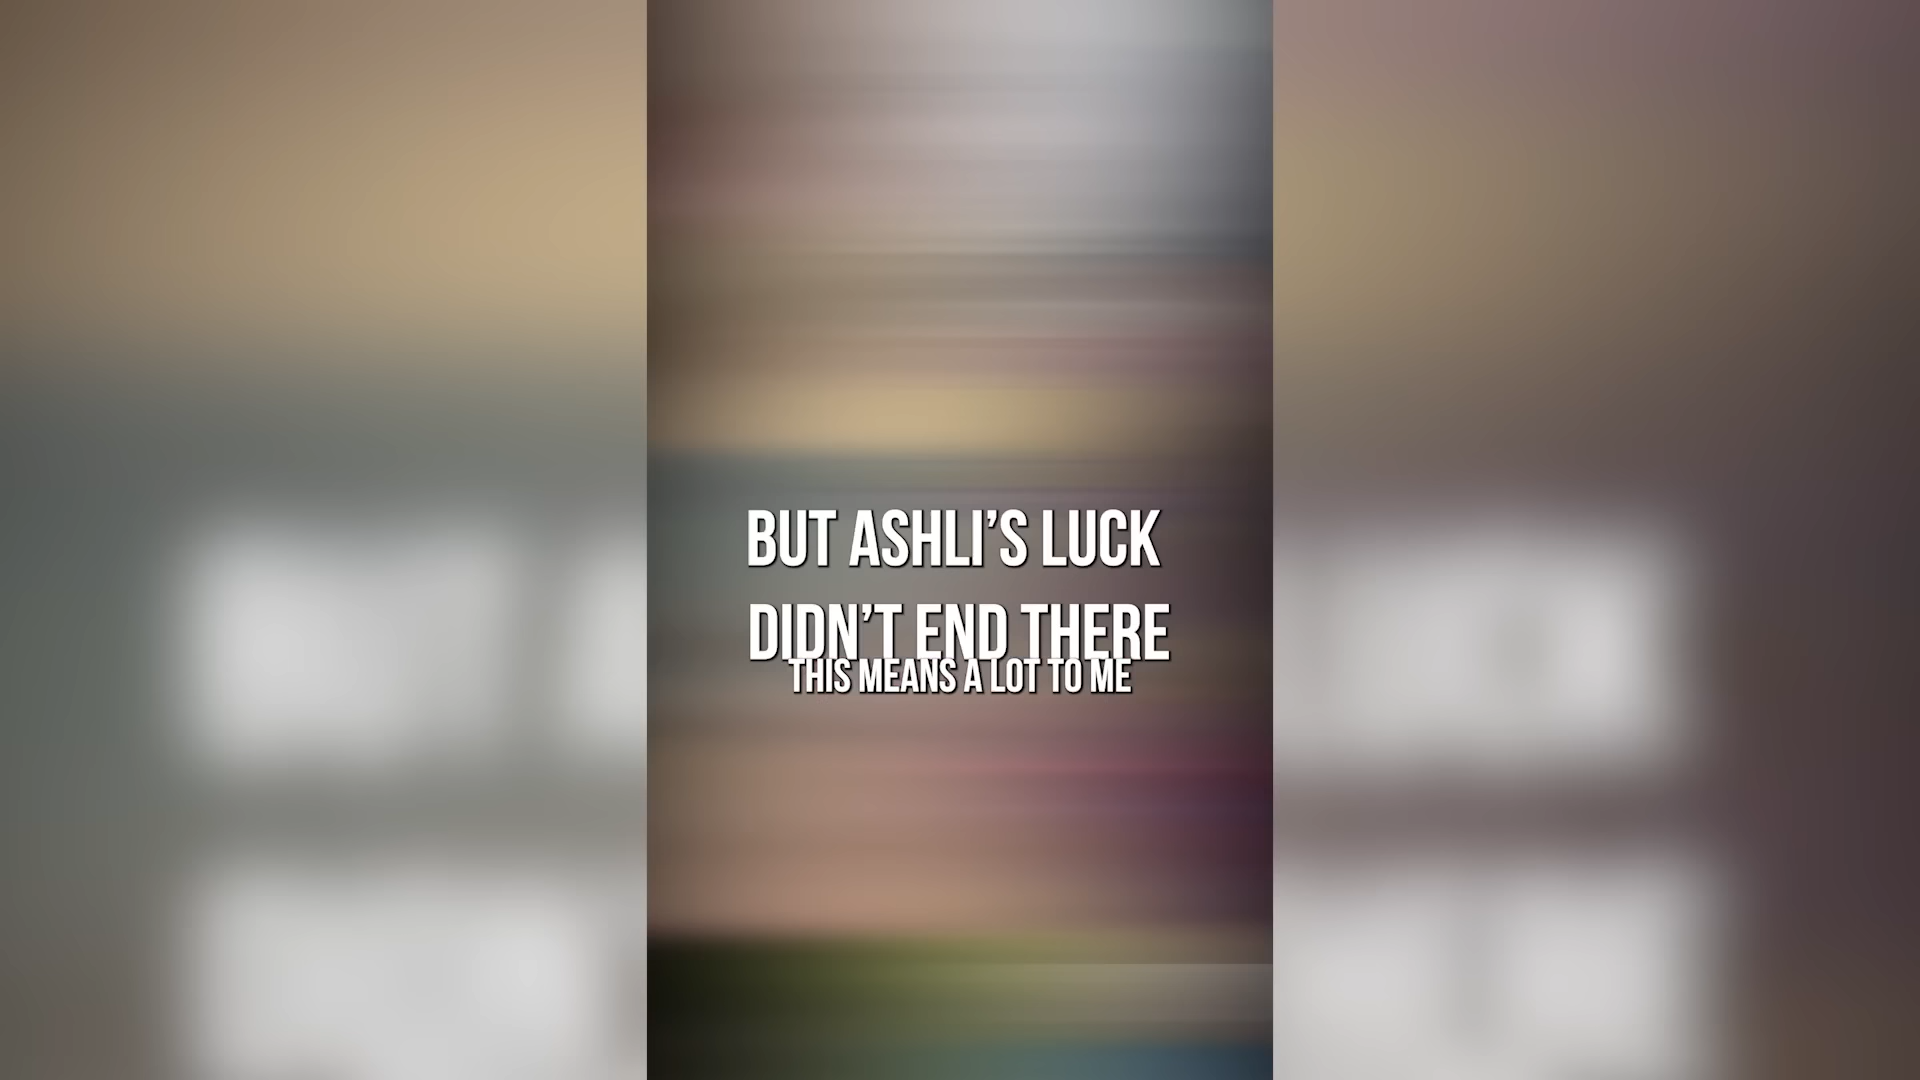 BUT ASHLI’S LUCK
DIDN’T END THERE
THIS MEANS A LOT TO ME